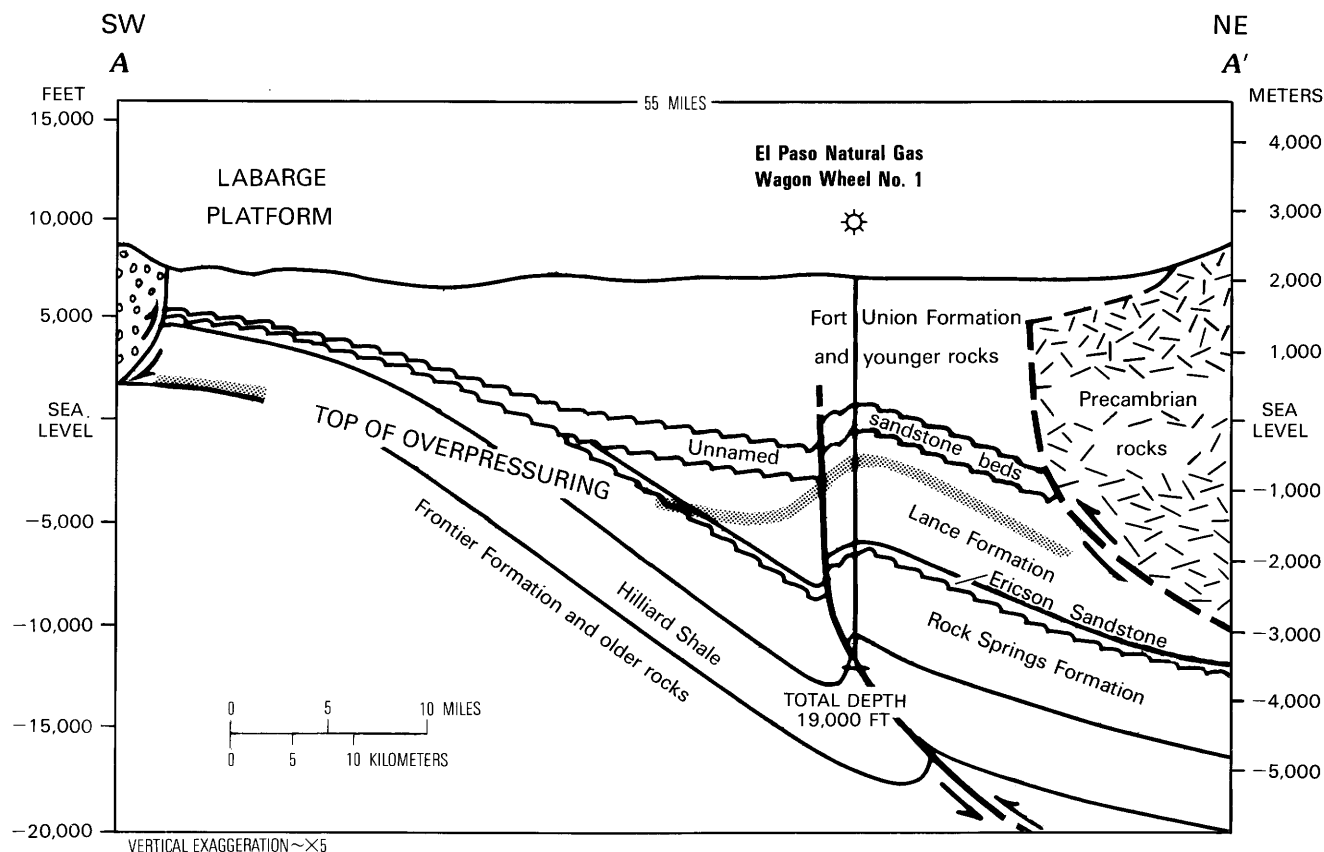 SW
NE
A
A′
FEET
55 MILES
METERS
15,000
10,000
5,000
SEA.
LEVEL
−5,000
−10,000
−15,000
−20,000
4,000
3,000
2,000
1,000
SEA
LEVEL
−1,000
−2,000
−3,000
−4,000
−5,000
LABARGE
PLATFORM
El Paso Natural Gas
Wagon Wheel No. 1
Fort Union Formation
and younger rocks
Precambrian
rocks
Unnamed
sandstone beds
TOP OF OVERPRESSURING
Lance Formation
Ericson Sandstone
Rock Springs Formation
Hilliard Shale
Frontier Formation and older rocks
TOTAL DEPTH
19,000 FT
0 5 10 MILES
0 5 10 KILOMETERS
VERTICAL EXAGGERATION~×5